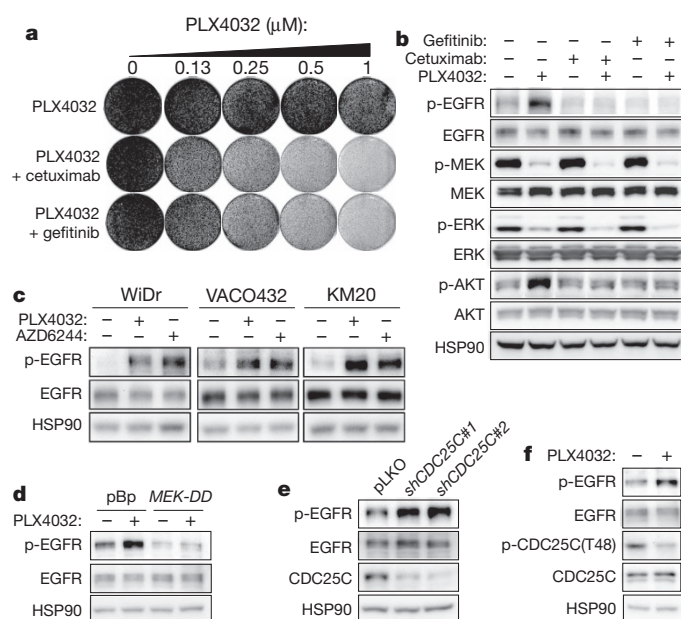 a
PLX4032 (μM):
0 0.13 0.25 0.5 1
PLX4032
PLX4032
+ cetuximab
PLX4032
+ gefitinib
b
Gefitinib: – – – – + +
Cetuximab: – – + + – –
PLX4032: – + – + – +
p-EGFR
EGFR
p-MEK
MEK
p-ERK
ERK
p-AKT
AKT
HSP90
c
WiDr VACO432 KM20
PLX4032: – + – – + – – + –
AZD6244: – – + – – + – – +
p-EGFR
EGFR
HSP90
d
pBp MEK-DD
PLX4032: – + – +
p-EGFR
EGFR
HSP90
e
pLKO
shCDC25C#1
shCDC25C#2
p-EGFR
EGFR
CDC25C
HSP90
f
PLX4032: – +
p-EGFR
EGFR
p-CDC25C(T48)
CDC25C
HSP90